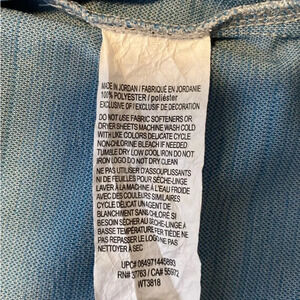 MADE IN JORDAN / FABRIQUÉ EN JORDANIE
100% POLYESTER / poliéster
EXCLUSIVE OF / EXCLUSIF DE DECORATION
DO NOT USE FABRIC SOFTENERS OR
DRYER SHEETS MACHINE WASH COLD
WITH LIKE COLORS DELICATE CYCLE
NON-CHLORINE BLEACH IF NEEDED
TUMBLE DRY LOW COOL IRON DO NOT
IRON LOGO DO NOT DRY CLEAN
NE PAS UTILISER D'ASSOUPLISSANTS
NI DE FEUILLES POUR SÈCHE-LINGE
LAVER À LA MACHINE À L'EAU FROIDE
AVEC DES COULEURS SIMILAIRES
CYCLE DÉLICAT UN AGENT DE
BLANCHIMENT SANS CHLORE SI
BESOIN SÈCHER AU SÈCHE-LINGE À
BASSE TEMPÉRATURE FER TIÈDE NE
PAS REPASSER LE LOGO NE PAS
NETTOYER À SEC
UPC# 084971445893
RN# 37763 / CA# 55972
WT3818